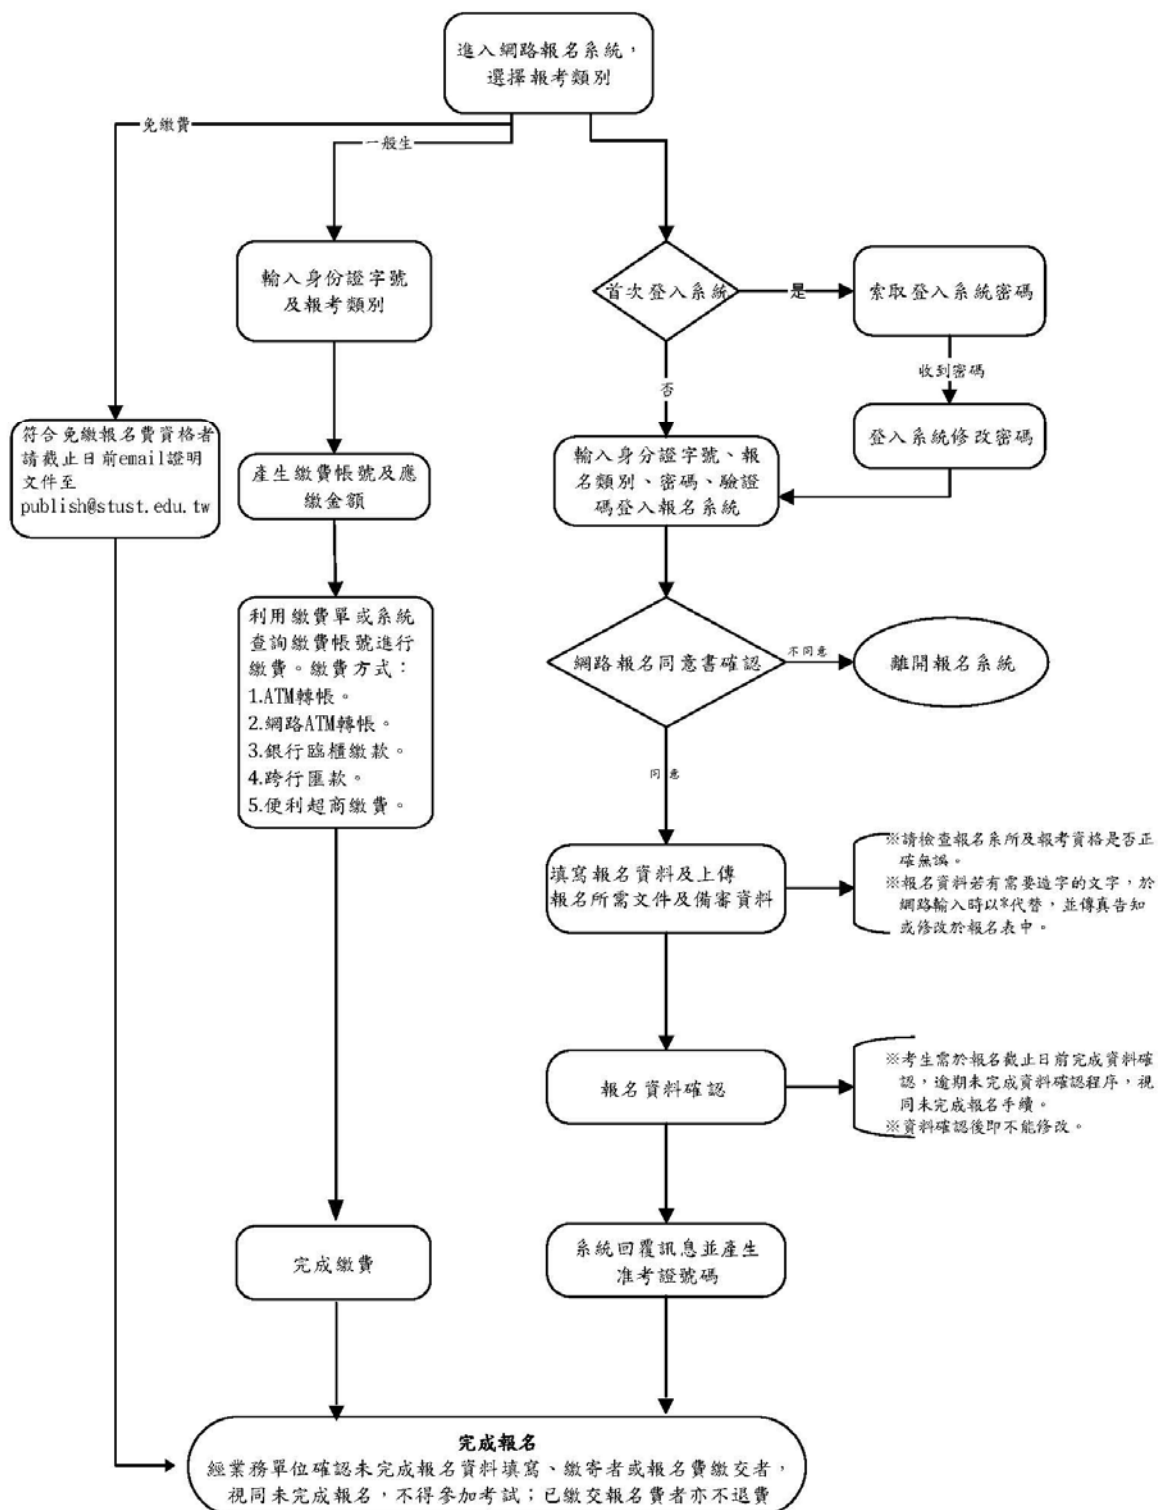 進入網路報名系統，
選擇報考類別
免繳費
一般生
輸入身份證字號
及報考類別
首次登入系統
是
索取登入系統密碼
收到密碼
否
登入系統修改密碼
符合免繳報名費資格者
請截止日前email證明
文件至
publish@stust.edu.tw
產生繳費帳號及應
繳金額
輸入身分證字號、報
名類別、密碼、驗證
碼登入報名系統
利用繳費單或系統
查詢繳費帳號進行
繳費。繳費方式：
1.ATM轉帳。
2.網路ATM轉帳。
3.銀行臨櫃繳款。
4.跨行匯款。
5.便利超商繳費。
網路報名同意書確認
不同意
離開報名系統
同意
填寫報名資料及上傳
報名所需文件及備審資料
※請檢查報名系所及報考資格是否正
確無誤。
※報名資料若有需要造字的文字，於
網路輸入時以*代替，並傳真告知
或修改於報名表中。
報名資料確認
※考生需於報名截止日前完成資料確
認，逾期未完成資料確認程序，視
同未完成報名手續。
※資料確認後即不能修改。
完成繳費
系統回覆訊息並產生
准考證號碼
完成報名
經業務單位確認未完成報名資料填寫、繳寄者或報名費繳交者，
視同未完成報名，不得參加考試；已繳交報名費者亦不退費